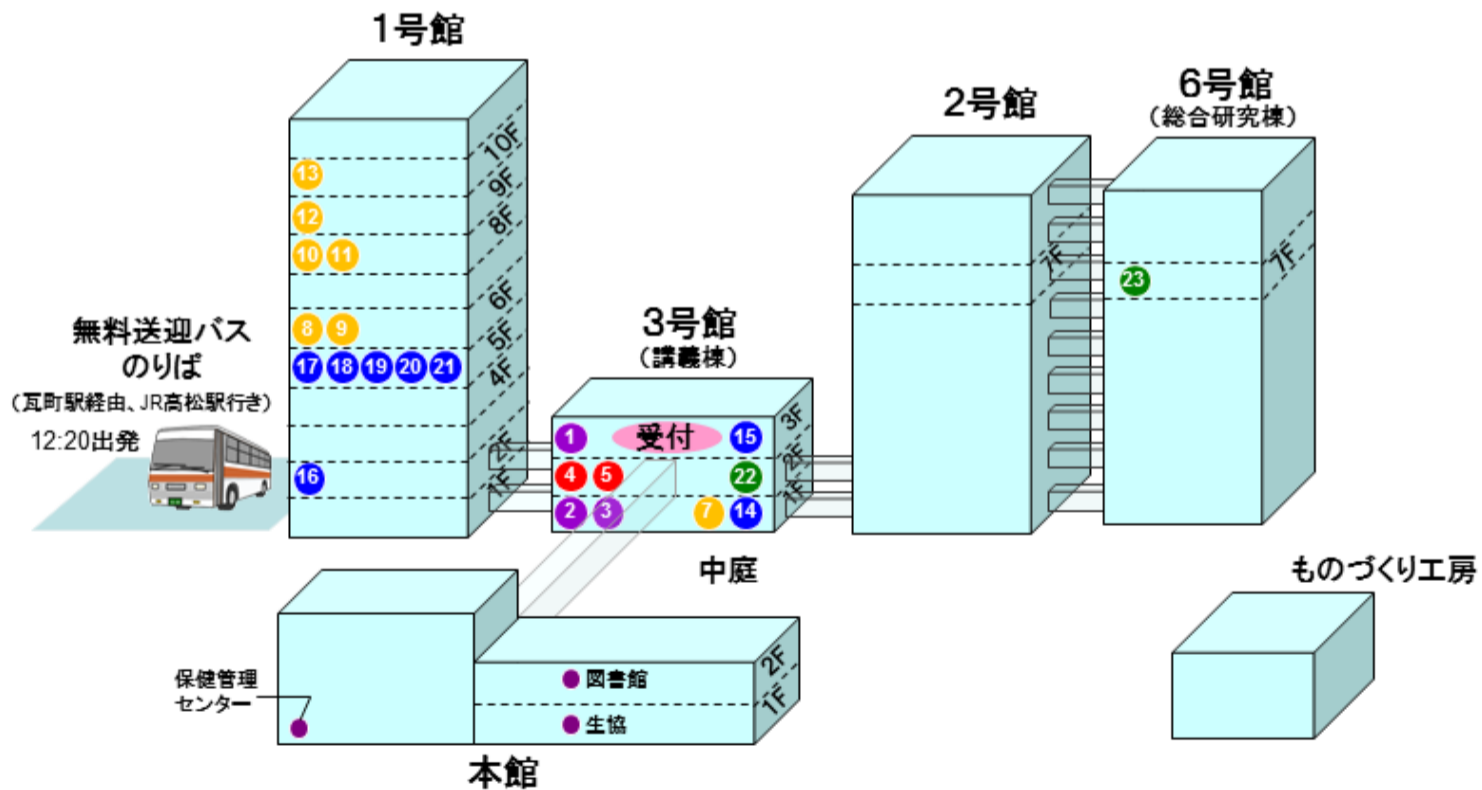 1号館
10F
13
9F
12
8F
10 11
6F
8 9
5F
17 18 19 20 21
4F
2F
16
1F
無料送迎バス
のりば
(瓦町駅経由、JR高松駅行き)
12:20出発
3号館
(講義棟)
1 受付 15
3F
4 5 22
2F
2 3 7 14
1F
中庭
2号館
7F
6号館
(総合研究棟)
23
7F
ものづくり工房
保健管理
センター
図書館
2F
生協
1F
本館